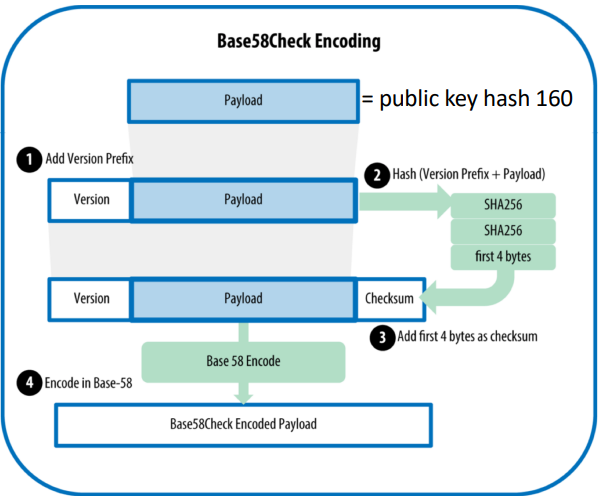 Base58Check Encoding
Payload = public key hash 160
1 Add Version Prefix
2 Hash (Version Prefix + Payload)
Version Payload
SHA256
SHA256
first 4 bytes
Version Payload Checksum
3 Add first 4 bytes as checksum
Base 58 Encode
4 Encode in Base-58
Base58Check Encoded Payload